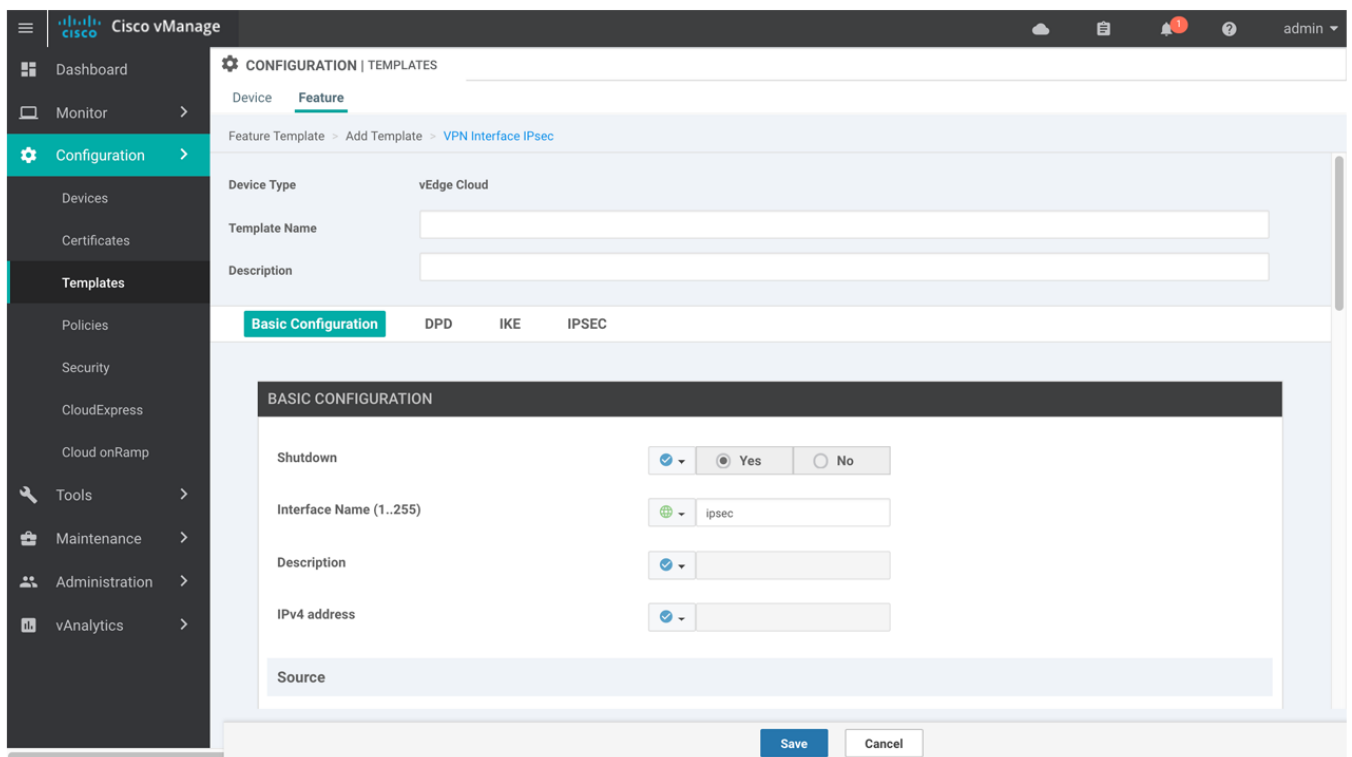 cisco Cisco vManage
1
admin
Dashboard
Monitor
Configuration
Devices
Certificates
Templates
Policies
Security
CloudExpress
Cloud onRamp
Tools
Maintenance
Administration
vAnalytics
CONFIGURATION | TEMPLATES
Device Feature
Feature Template > Add Template > VPN Interface IPsec
Device Type vEdge Cloud
Template Name
Description
Basic Configuration DPD IKE IPSEC
BASIC CONFIGURATION
Shutdown Yes No
Interface Name (1..255) ipsec
Description
IPv4 address
Source
Save Cancel